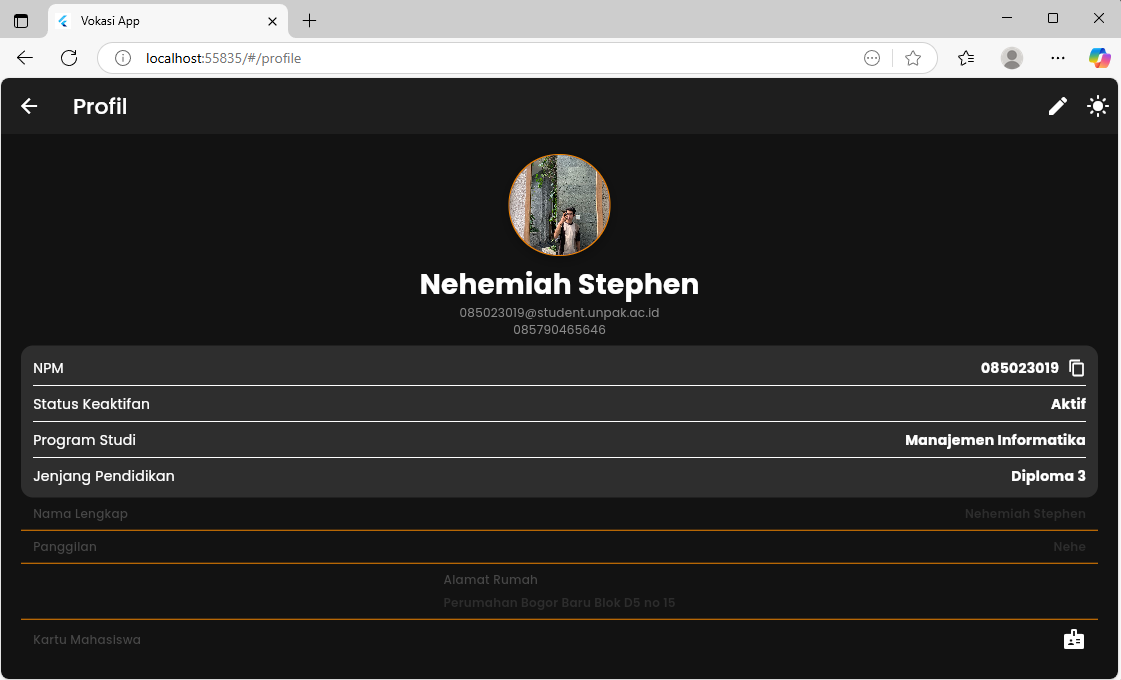 Vokasi App
localhost:55835/#/profile
Profil
Nehemiah Stephen
085023019@student.unpak.ac.id
085790465646
NPM 085023019
Status Keaktifan Aktif
Program Studi Manajemen Informatika
Jenjang Pendidikan Diploma 3
Nama Lengkap Nehemiah Stephen
Panggilan Nehe
Alamat Rumah
Perumahan Bogor Baru Blok D5 no 15
Kartu Mahasiswa